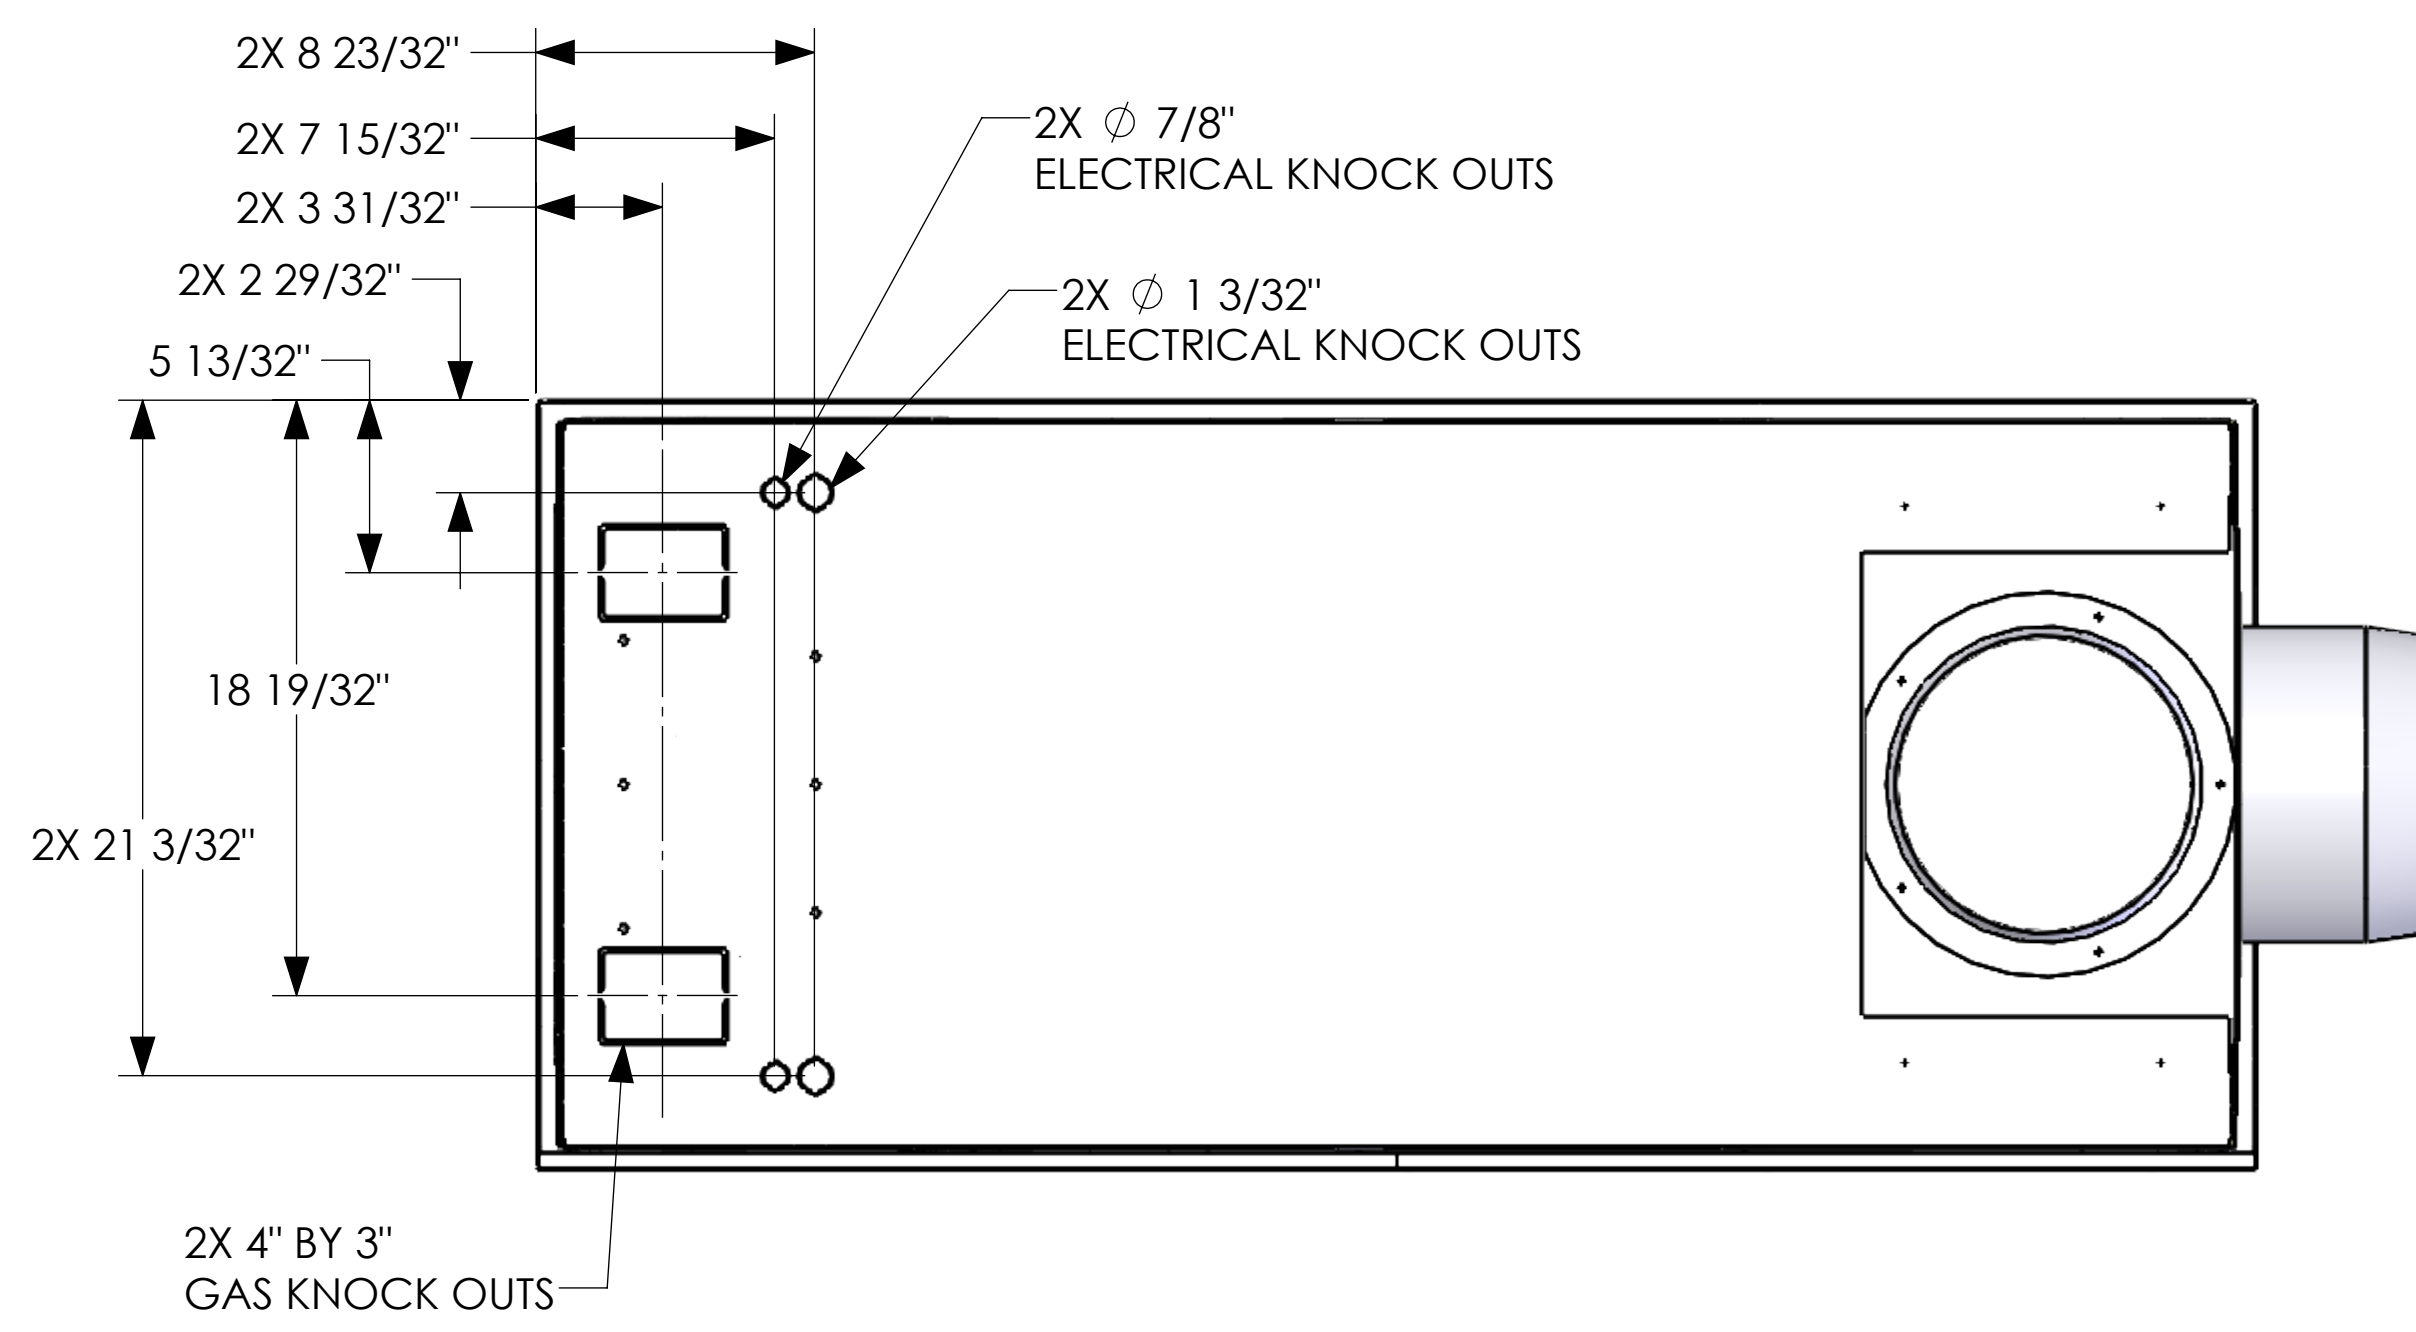 2X 8 23/32"
2X 7 15/32"
2X 3 31/32"
2X 2 29/32"
5 13/32"
2X ∅ 7/8"
ELECTRICAL KNOCK OUTS
2X ∅ 1 3/32"
ELECTRICAL KNOCK OUTS
18 19/32"
2X 21 3/32"
2X 4" BY 3"
GAS KNOCK OUTS